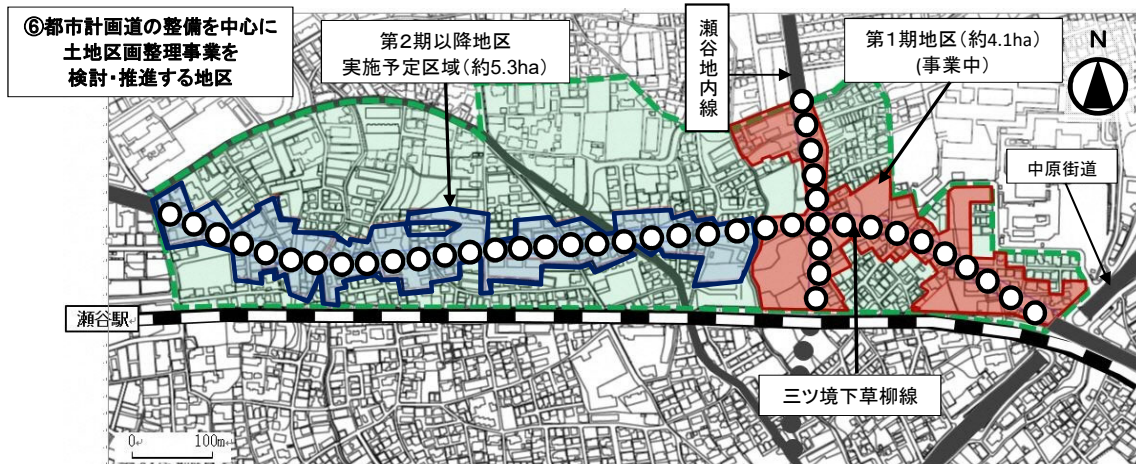 ⑥都市計画道の整備を中心に
土地区画整理事業を
検討・推進する地区
第2期以降地区
実施予定区域(約5.3ha)
瀬谷地内線
第1期地区(約4.1ha)
(事業中)
N
中原街道
瀬谷駅
三ツ境下草柳線
0 100m